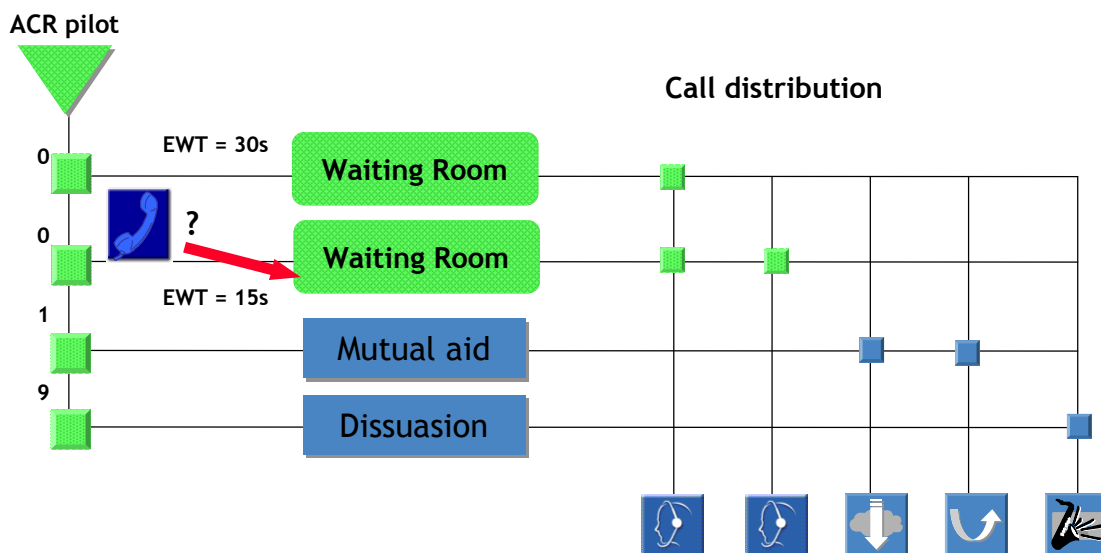 ACR pilot
Call distribution
EWT = 30s
0
Waiting Room
?
0
Waiting Room
EWT = 15s
1
Mutual aid
9
Dissuasion